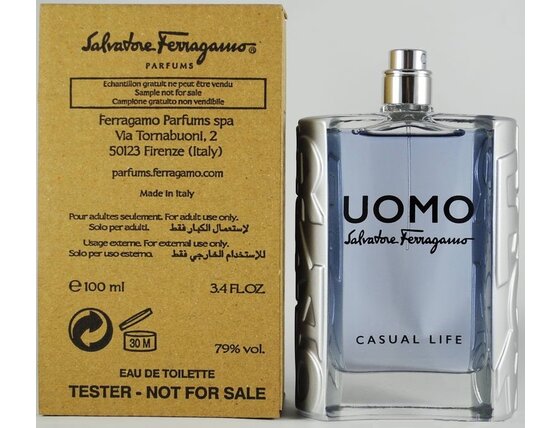 Salvatore Ferragamo®
PARFUMS
Echantillon gratuit ne peut être vendu
Sample not for sale
Campione gratuito non vendibile
Ferragamo Parfums spa
Via Tornabuoni, 2
50123 Firenze (Italy)
parfums.ferragamo.com
Made in Italy
Pour adultes seulement. For adult use only.
Solo per adulti. لاستعمال الكبار فقط
Usage externe. For external use only.
Solo per uso esterno. للاستخدام الخارجي فقط
℮ 100 ml 3.4 FL.OZ.
30 M
79% vol.
EAU DE TOILETTE
TESTER - NOT FOR SALE
UOMO
Salvatore Ferragamo
CASUAL LIFE